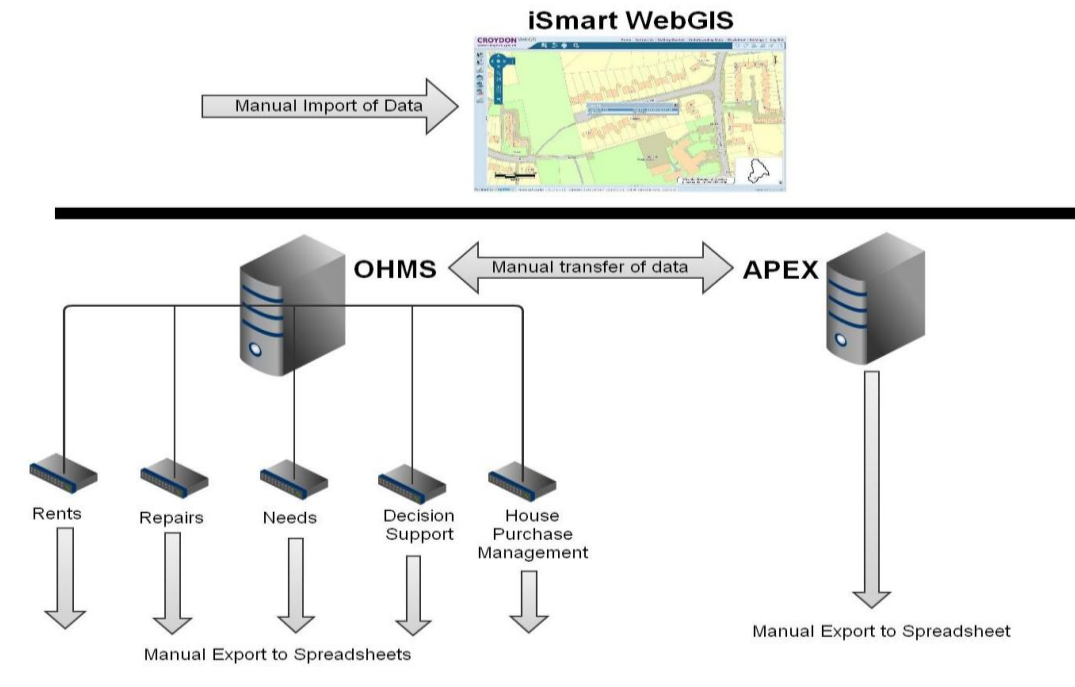 iSmart WebGIS
CROYDON WebGIS
Manual Import of Data
OHMS
Manual transfer of data
APEX
Rents
Repairs
Needs
Decision
Support
House
Purchase
Management
Manual Export to Spreadsheets
Manual Export to Spreadsheet